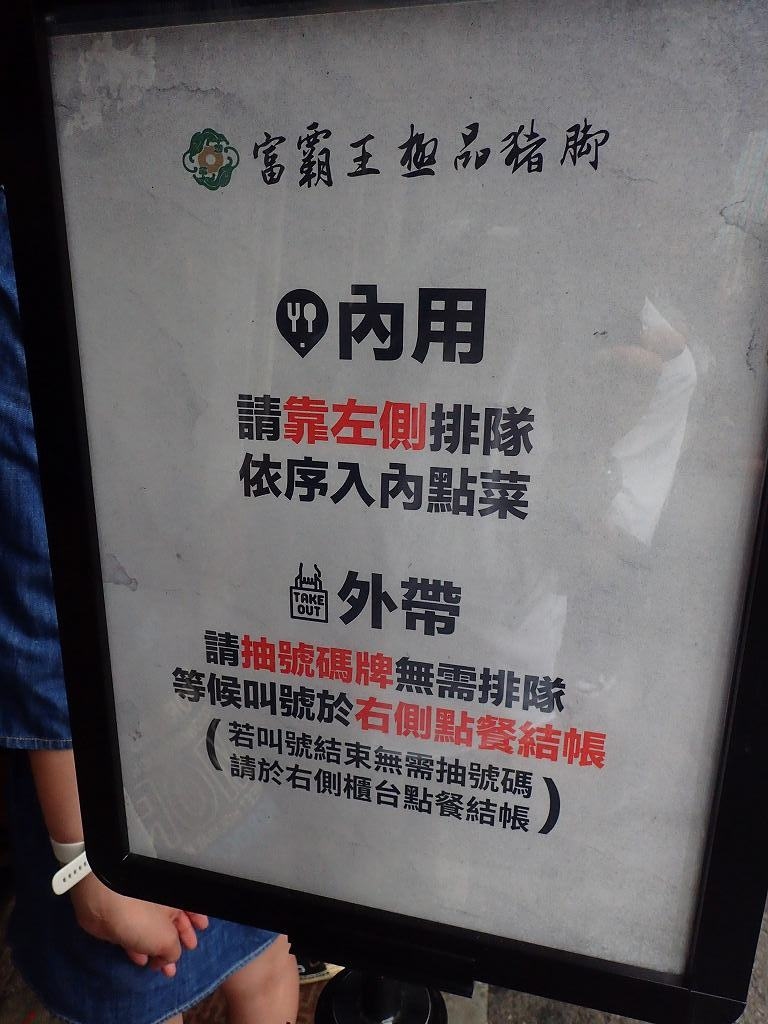 富霸王極品豬腳
內用
請靠左側排隊
依序入內點菜
TAKE
OUT
外帶
請抽號碼牌無需排隊
等候叫號於右側點餐結帳
(若叫號結束無需抽號碼
請於右側櫃台點餐結帳)